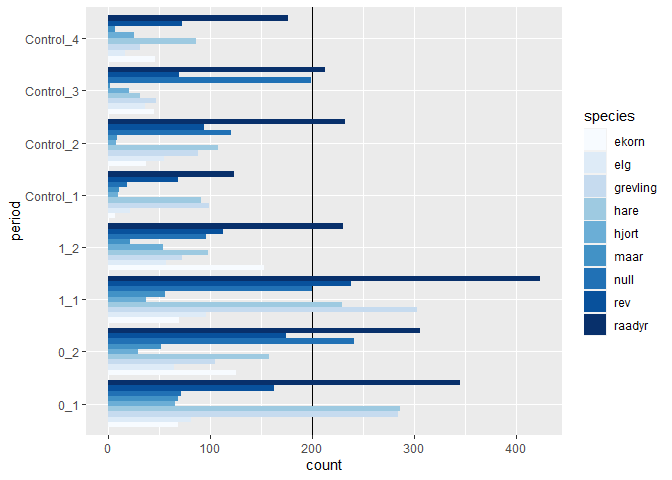 Control_4
Control_3
Control_2
Control_1
1_2
1_1
0_2
0_1
period
0
100
200
300
400
count
species
ekorn
elg
grevling
hare
hjort
maar
null
rev
raadyr